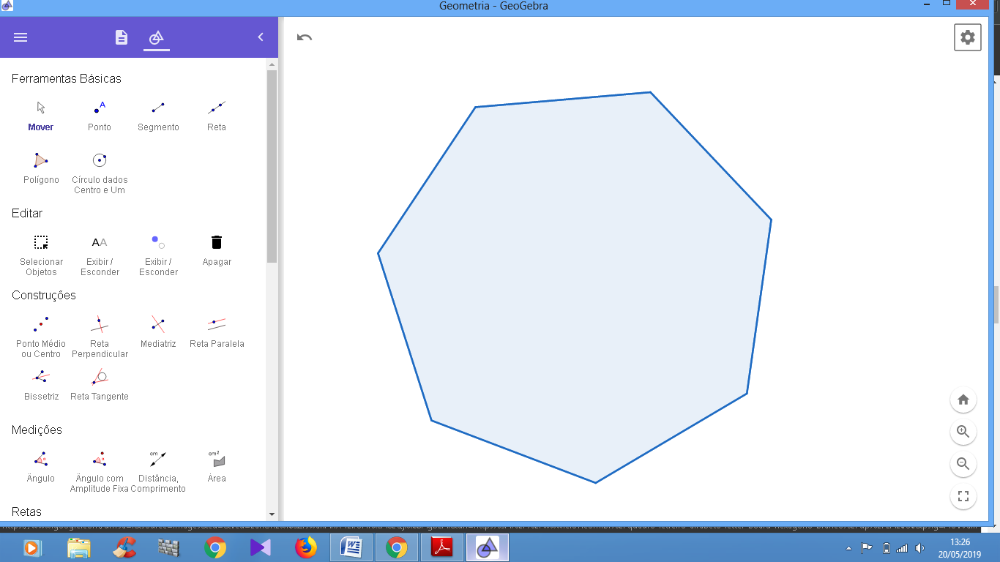 Geometria - GeoGebra
Ferramentas Básicas
Mover
Ponto
Segmento
Reta
Polígono
Círculo dados
Centro e Um
Editar
Selecionar
Objetos
Exibir /
Esconder
Exibir /
Esconder
Apagar
Construções
Ponto Médio
ou Centro
Reta
Perpendicular
Mediatriz
Reta Paralela
Bissetriz
Reta Tangente
Medições
Ângulo
Ângulo com
Amplitude Fixa
Distância,
Comprimento
cm
Área
cm²
Retas
13:26
20/05/2019